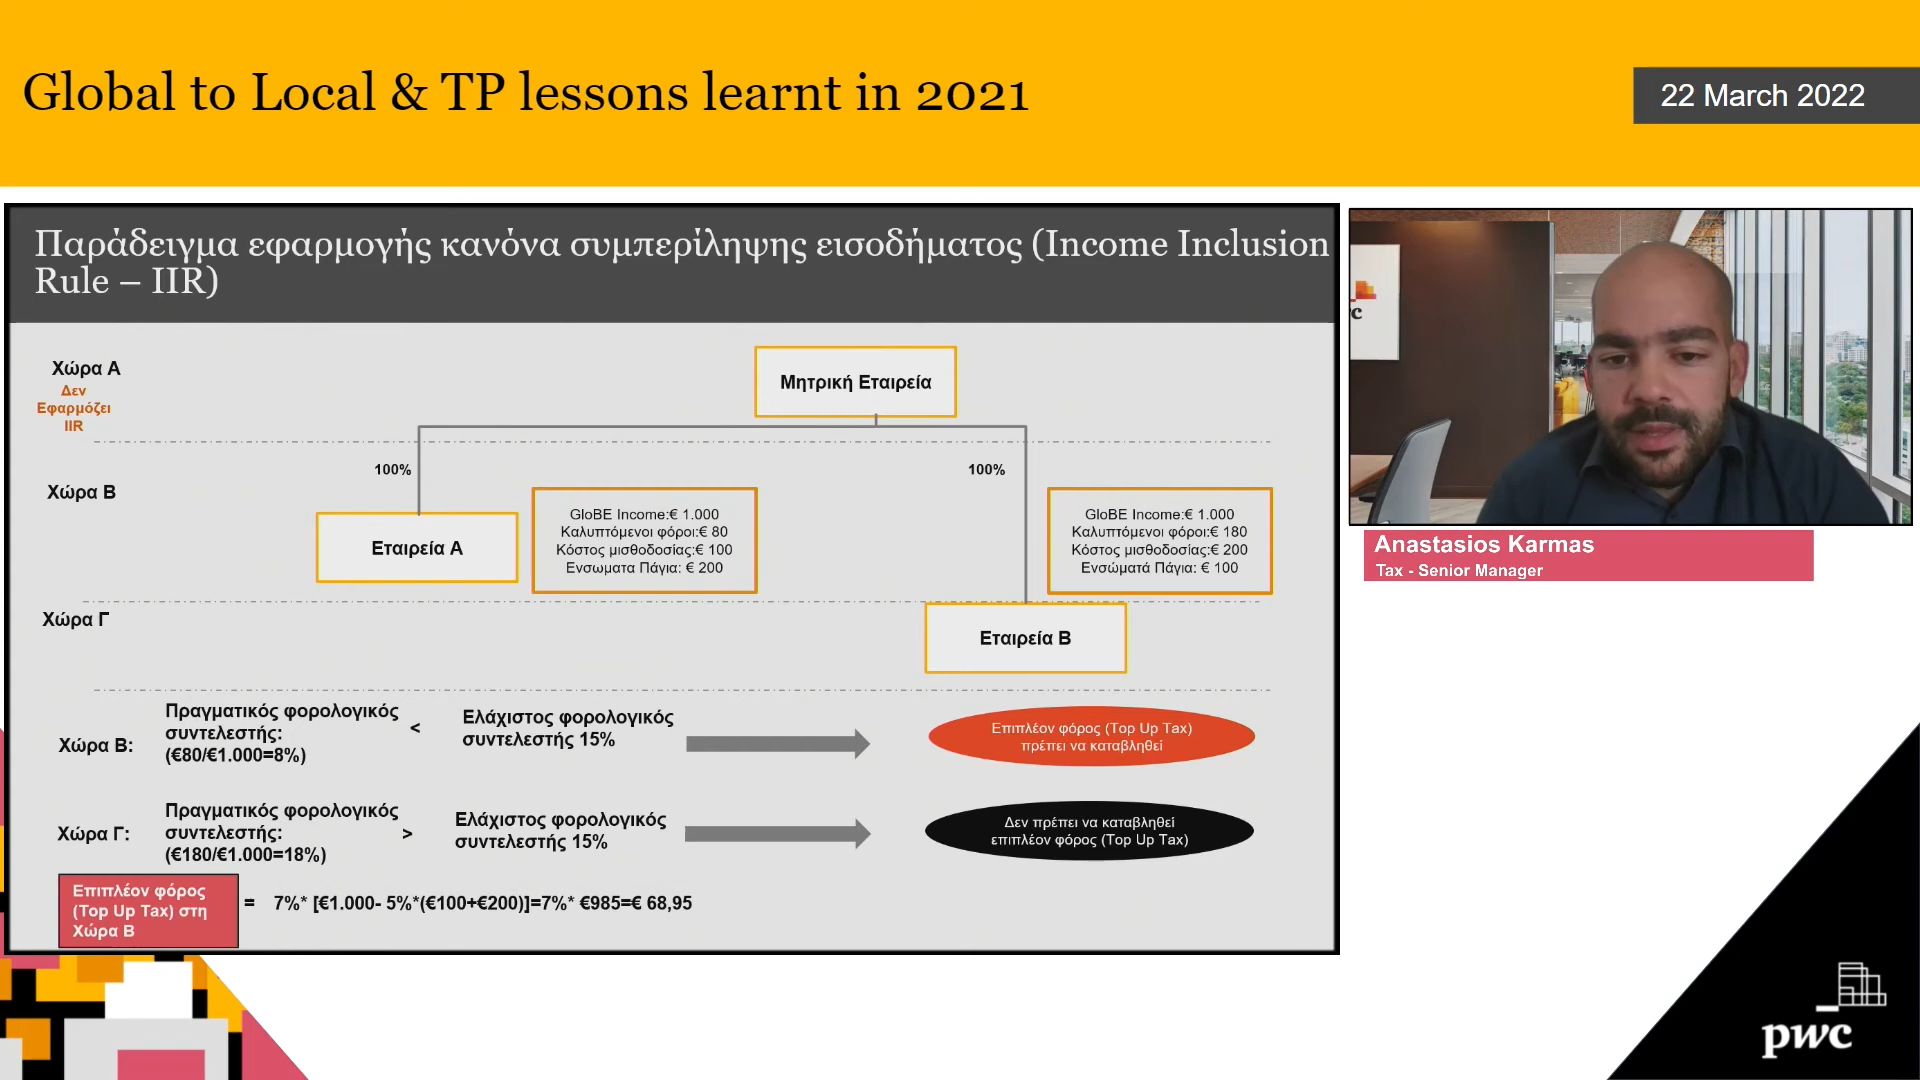 Global to Local & TP lessons learnt in 2021
22 March 2022
Παράδειγμα εφαρμογής κανόνα συμπερίληψης εισοδήματος (Income Inclusion
Rule – IIR)
Χώρα Α
Δεν
Εφαρμόζει
IIR
Μητρική Εταιρεία
100%
100%
Χώρα Β
Εταιρεία Α
GloBE Income:€ 1.000
Καλυπτόμενοι φόροι:€ 80
Κόστος μισθοδοσίας:€ 100
Ενσωματα Πάγια: € 200
GloBE Income:€ 1.000
Καλυπτόμενοι φόροι:€ 180
Κόστος μισθοδοσίας:€ 200
Ενσώματά Πάγια: € 100
Χώρα Γ
Εταιρεία Β
Χώρα Β:
Πραγματικός φορολογικός
συντελεστής:
(€80/€1.000=8%)
<
Ελάχιστος φορολογικός
συντελεστής 15%
Επιπλέον φόρος (Top Up Tax)
πρέπει να καταβληθεί
Χώρα Γ:
Πραγματικός φορολογικός
συντελεστής:
(€180/€1.000=18%)
>
Ελάχιστος φορολογικός
συντελεστής 15%
Δεν πρέπει να καταβληθεί
επιπλέον φόρος (Top Up Tax)
Επιπλέον φόρος
(Top Up Tax) στη
Χώρα Β
= 7%* [€1.000- 5%*(€100+€200)]=7%* €985=€ 68,95
c
Anastasios Karmas
Tax - Senior Manager
pwc